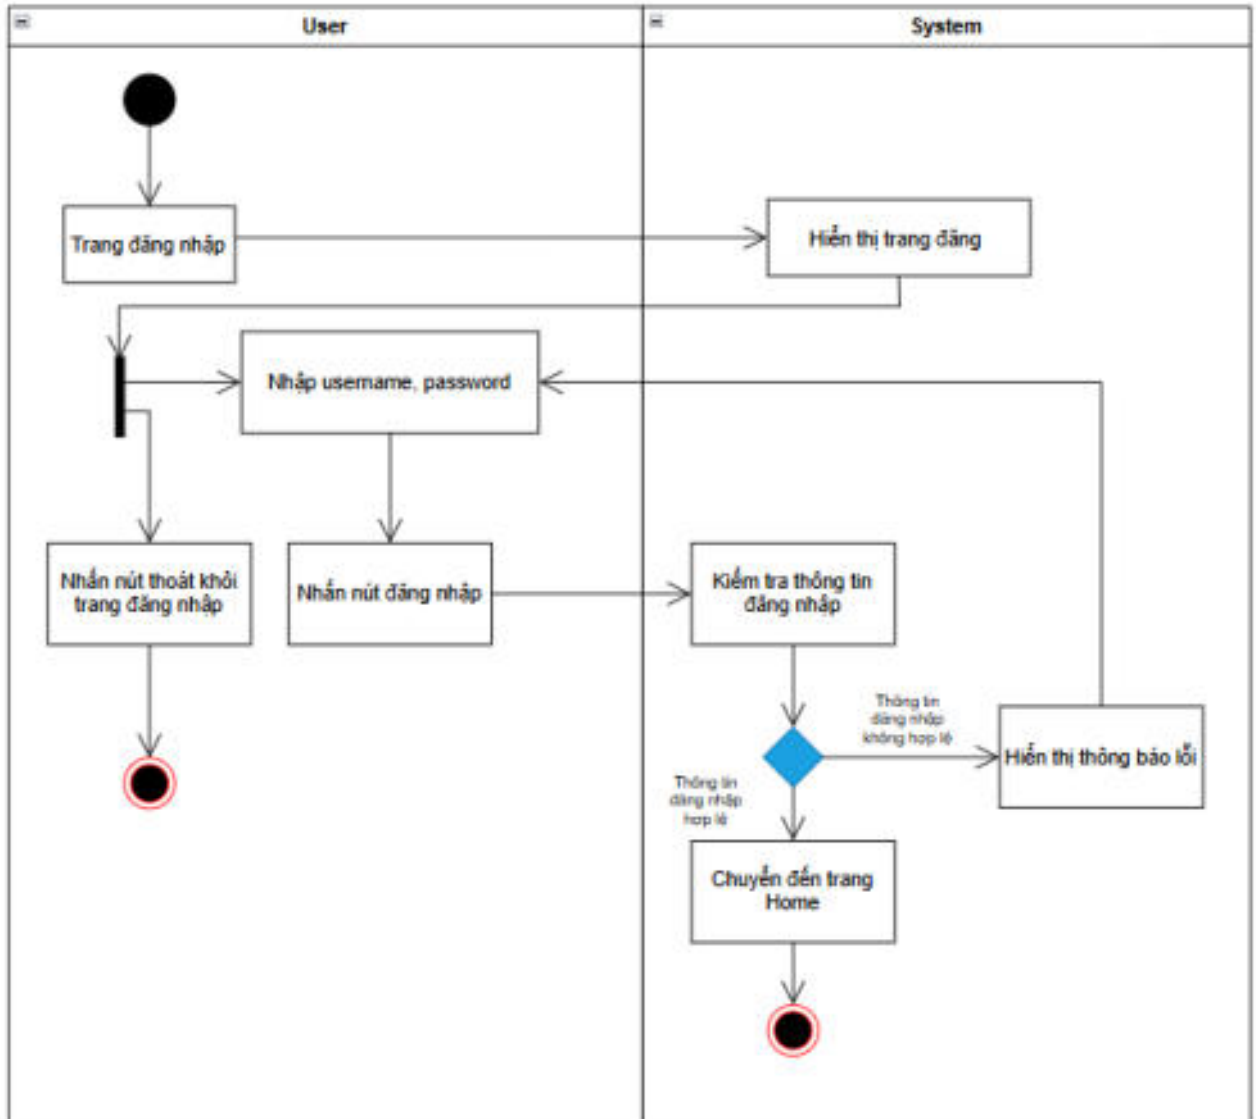 User
System
Trang đăng nhập
Hiển thị trang đăng
Nhập username, password
Nhấn nút thoát khỏi
trang đăng nhập
Nhấn nút đăng nhập
Kiểm tra thông tin
đăng nhập
Thông tin
đăng nhập
không hợp lệ
Hiển thị thông báo lỗi
Thông tin
đăng nhập
hợp lệ
Chuyển đến trang
Home